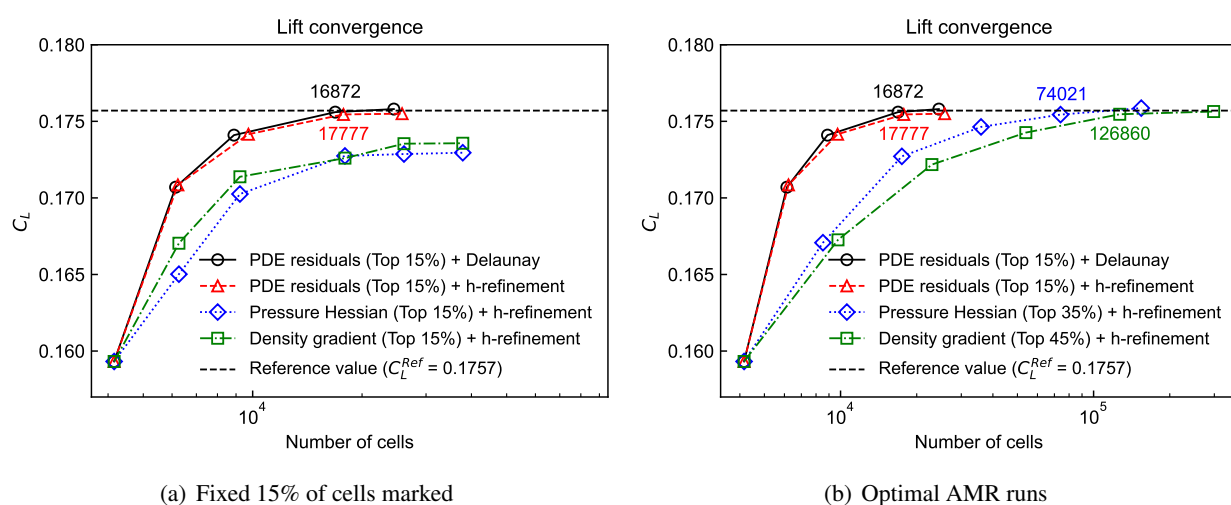 Lift convergence
0.180
0.175
0.170
0.165
0.160
C_L
16872
17777
PDE residuals (Top 15%) + Delaunay
PDE residuals (Top 15%) + h-refinement
Pressure Hessian (Top 15%) + h-refinement
Density gradient (Top 15%) + h-refinement
Reference value (C_L^Ref = 0.1757)
10^4
Number of cells
(a) Fixed 15% of cells marked
Lift convergence
0.180
0.175
0.170
0.165
0.160
C_L
16872
74021
17777
126860
PDE residuals (Top 15%) + Delaunay
PDE residuals (Top 15%) + h-refinement
Pressure Hessian (Top 35%) + h-refinement
Density gradient (Top 45%) + h-refinement
Reference value (C_L^Ref = 0.1757)
10^4
10^5
Number of cells
(b) Optimal AMR runs